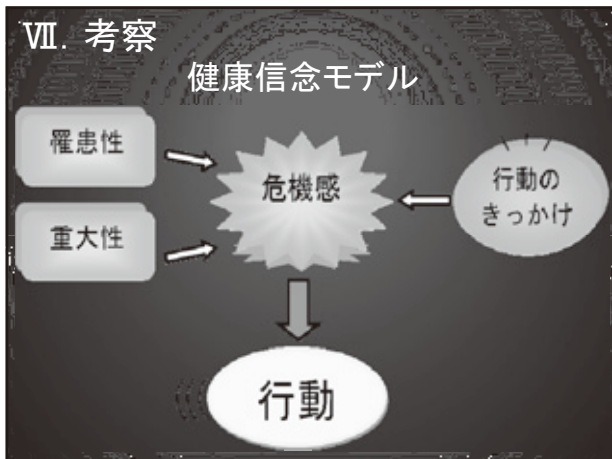 Ⅶ. 考察
健康信念モデル
罹患性
重大性
危機感
行動の
きっかけ
行動